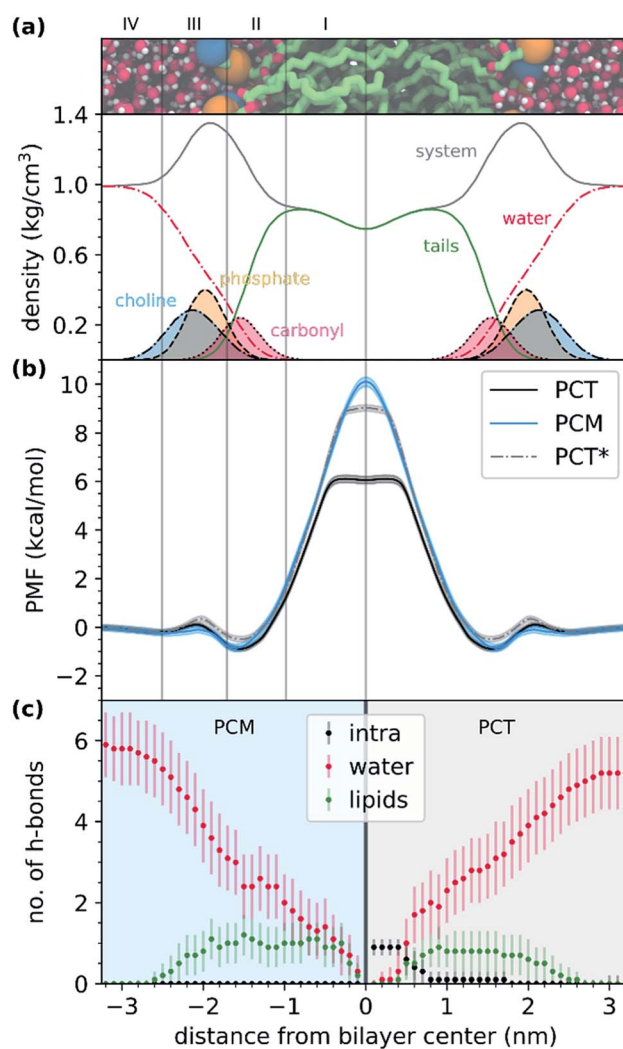 (a)
IV III II I
1.4
1.0
0.6
0.2
density (kg/cm³)
system
water
tails
phosphate
choline
carbonyl
(b)
10
8
6
4
2
0
−2
PMF (kcal/mol)
PCT
PCM
PCT*
(c)
6
4
2
0
no. of h-bonds
PCM
intra
water
lipids
PCT
−3 −2 −1 0 1 2 3
distance from bilayer center (nm)